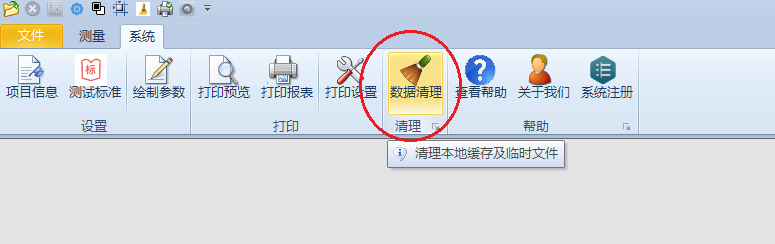 文件 测量 系统
标
项目信息 测试标准 绘制参数 打印预览 打印报表 打印设置 数据清理 查看帮助 关于我们 系统注册
设置 打印 清理 帮助
清理本地缓存及临时文件